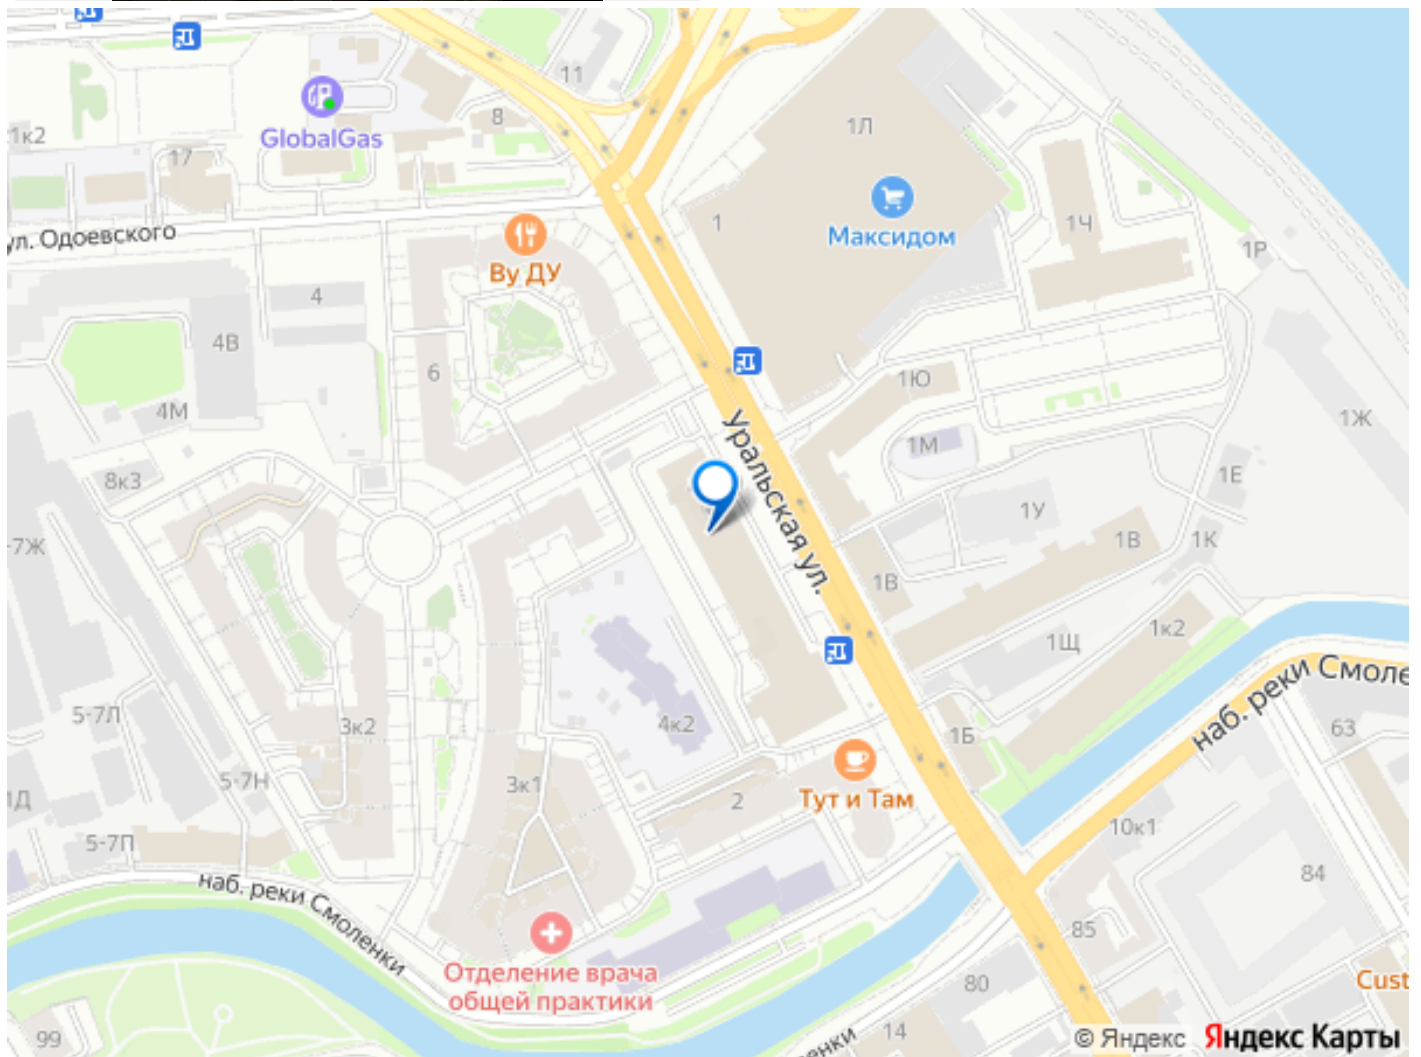 11
1Л
GlobalGas
8
1к2
17
1
Максидом
1Ч
1Р
ул. Одоевского
Ву ДУ
4
4В
6
1Ю
4М
1Ж
Уральская ул.
1М
8к3
1Е
1У
-7Ж
1В
1К
1В
1к2
1Щ
наб. реки Смоле
5-7Л
3к2
4к2
1Б
63
5-7Н
3к1
2
Тут и Там
1Д
5-7П
10к1
наб. реки Смоленки
84
85
Отделение врача
общей практики
80
Cust
99
14
енки
© Яндекс Яндекс Карты